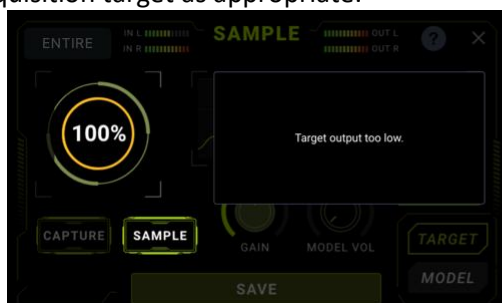 quisition target as appropriate.
ENTIRE
IN L
IN R
SAMPLE
OUT L
OUT R
?
×
100%
Target output too low.
CAPTURE
SAMPLE
GAIN
MODEL VOL
TARGET
MODEL
SAVE